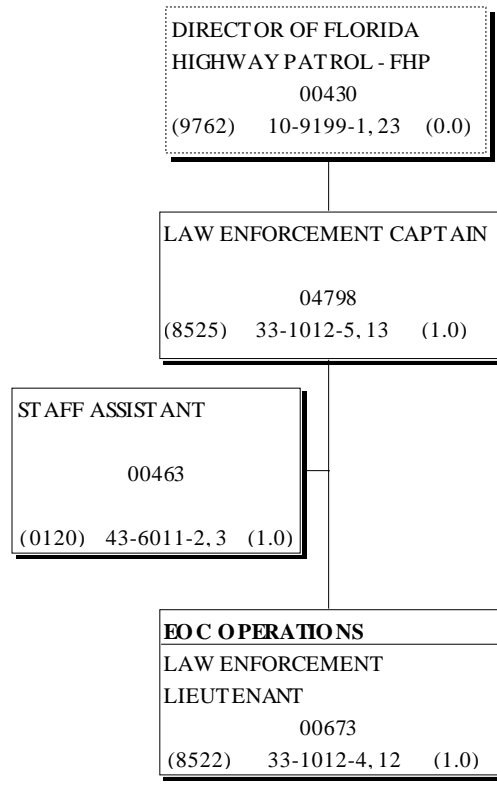 DIRECTOR OF FLORIDA
HIGHWAY PATROL - FHP
00430
(9762) 10-9199-1, 23 (0.0)
LAW ENFORCEMENT CAPTAIN
04798
(8525) 33-1012-5, 13 (1.0)
STAFF ASSISTANT
00463
(0120) 43-6011-2, 3 (1.0)
EOC OPERATIONS
LAW ENFORCEMENT
LIEUTENANT
00673
(8522) 33-1012-4, 12 (1.0)